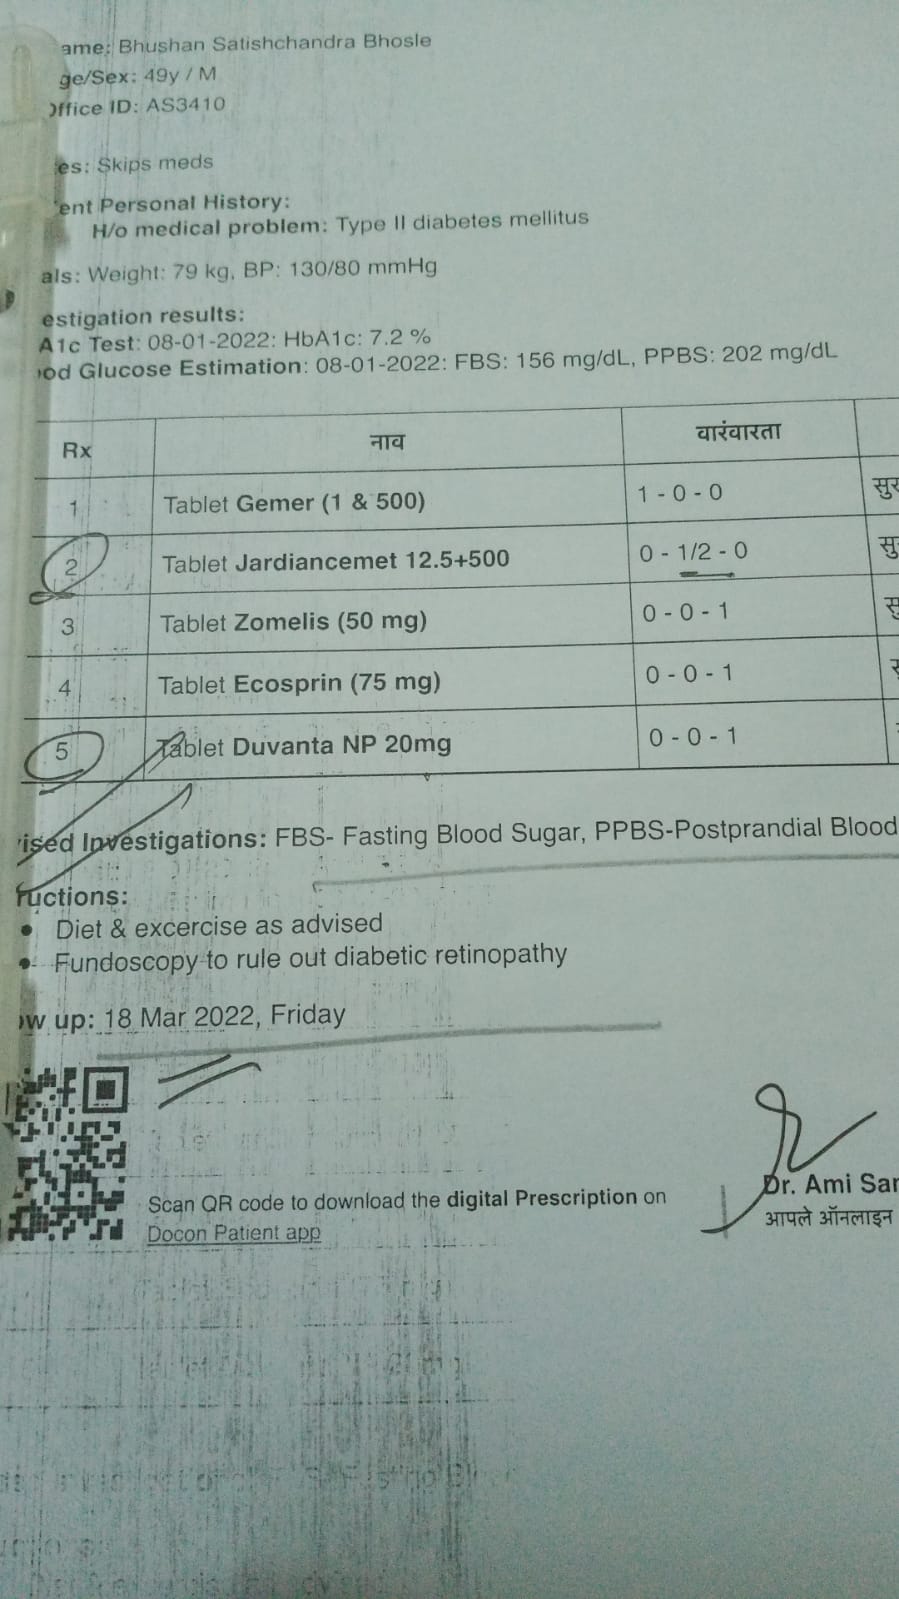 ame: Bhushan Satishchandra Bhosle
ge/Sex: 49y / M
Office ID: AS3410
es: Skips meds
ent Personal History:
H/o medical problem: Type II diabetes mellitus
als: Weight: 79 kg, BP: 130/80 mmHg
estigation results:
A1c Test: 08-01-2022: HbA1c: 7.2 %
od Glucose Estimation: 08-01-2022: FBS: 156 mg/dL, PPBS: 202 mg/dL
Rx नाव वारंवारता
1 Tablet Gemer (1 & 500) 1 - 0 - 0
2 Tablet Jardiancemet 12.5+500 0 - 1/2 - 0
3 Tablet Zomelis (50 mg) 0 - 0 - 1
4 Tablet Ecosprin (75 mg) 0 - 0 - 1
5 Tablet Duvanta NP 20mg 0 - 0 - 1
ised Investigations: FBS- Fasting Blood Sugar, PPBS-Postprandial Blood
ructions:
• Diet & excercise as advised
• Fundoscopy to rule out diabetic retinopathy
ow up: 18 Mar 2022, Friday
Scan QR code to download the digital Prescription on
Docon Patient app
Dr. Ami San
आपले ऑनलाइन